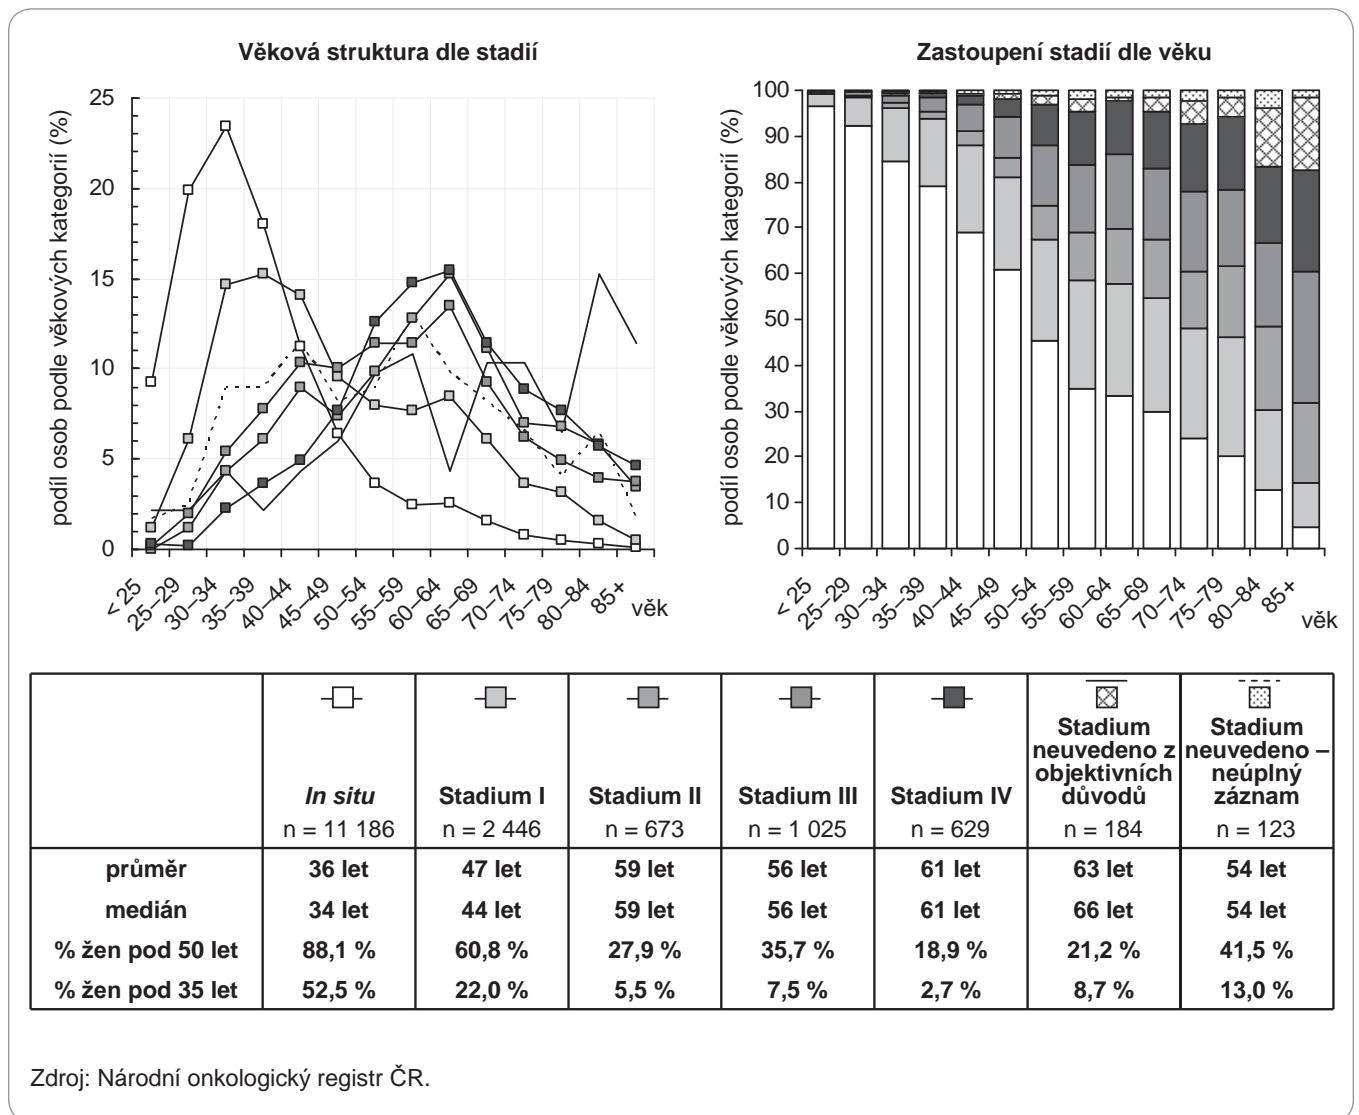 Věková struktura dle stadií
podíl osob podle věkových kategorií (%)
25
20
15
10
5
0
< 25
25–29
30–34
35–39
40–44
45–49
50–54
55–59
60–64
65–69
70–74
75–79
80–84
85+
věk
Zastoupení stadií dle věku
podíl osob podle věkových kategorií (%)
100
90
80
70
60
50
40
30
20
10
0
< 25
25–29
30–34
35–39
40–44
45–49
50–54
55–59
60–64
65–69
70–74
75–79
80–84
85+
věk
In situ
n = 11 186
Stadium I
n = 2 446
Stadium II
n = 673
Stadium III
n = 1 025
Stadium IV
n = 629
Stadium
neuvedeno z
objektivních
důvodů
n = 184
Stadium
neuvedeno –
neúplný
záznam
n = 123
průměr 36 let 47 let 59 let 56 let 61 let 63 let 54 let
medián 34 let 44 let 59 let 56 let 61 let 66 let 54 let
% žen pod 50 let 88,1 % 60,8 % 27,9 % 35,7 % 18,9 % 21,2 % 41,5 %
% žen pod 35 let 52,5 % 22,0 % 5,5 % 7,5 % 2,7 % 8,7 % 13,0 %
Zdroj: Národní onkologický registr ČR.